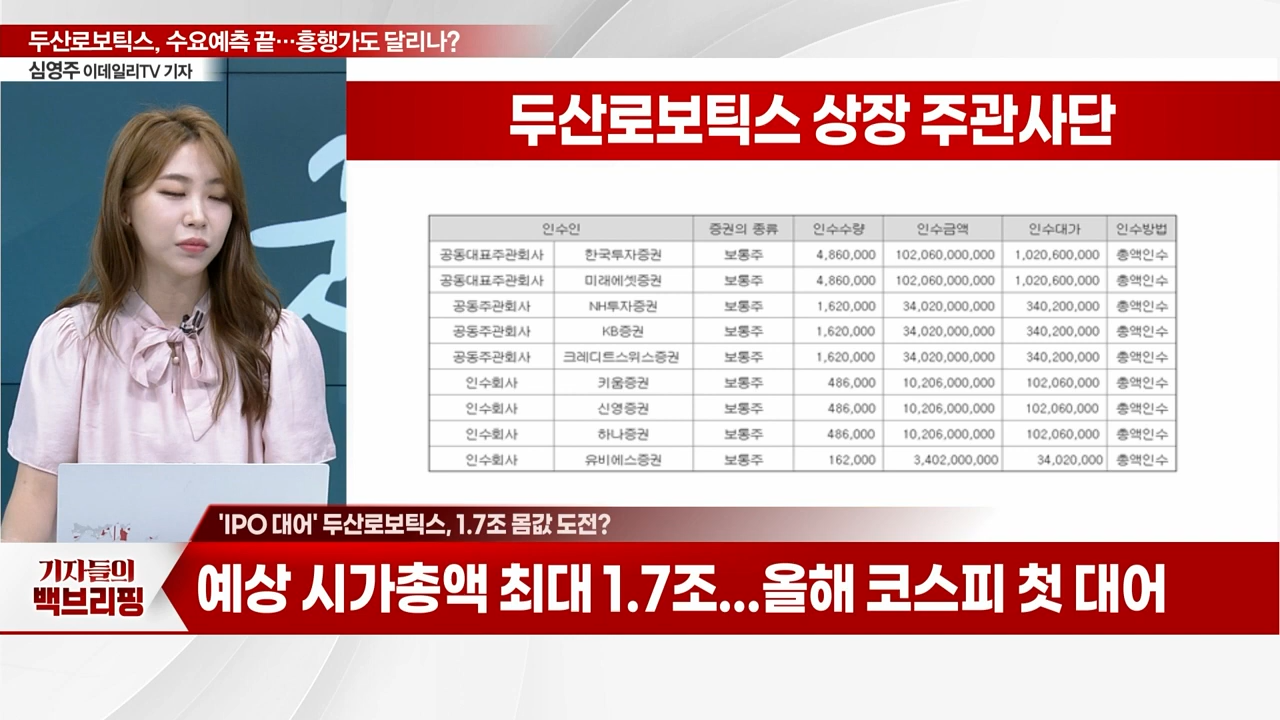 두산로보틱스, 수요예측 끝…흥행가도 달리나?
심영주 이데일리TV 기자
두산로보틱스 상장 주관사단
인수인 증권의 종류 인수수량 인수금액 인수대가 인수방법
공동대표주관회사 한국투자증권 보통주 4,860,000 102,060,000,000 1,020,600,000 총액인수
공동대표주관회사 미래에셋증권 보통주 4,860,000 102,060,000,000 1,020,600,000 총액인수
공동주관회사 NH투자증권 보통주 1,620,000 34,020,000,000 340,200,000 총액인수
공동주관회사 KB증권 보통주 1,620,000 34,020,000,000 340,200,000 총액인수
공동주관회사 크레디트스위스증권 보통주 1,620,000 34,020,000,000 340,200,000 총액인수
인수회사 키움증권 보통주 486,000 10,206,000,000 102,060,000 총액인수
인수회사 신영증권 보통주 486,000 10,206,000,000 102,060,000 총액인수
인수회사 하나증권 보통주 486,000 10,206,000,000 102,060,000 총액인수
인수회사 유비에스증권 보통주 162,000 3,402,000,000 34,020,000 총액인수
'IPO 대어' 두산로보틱스, 1.7조 몸값 도전?
기자들의
백브리핑
예상 시가총액 최대 1.7조...올해 코스피 첫 대어